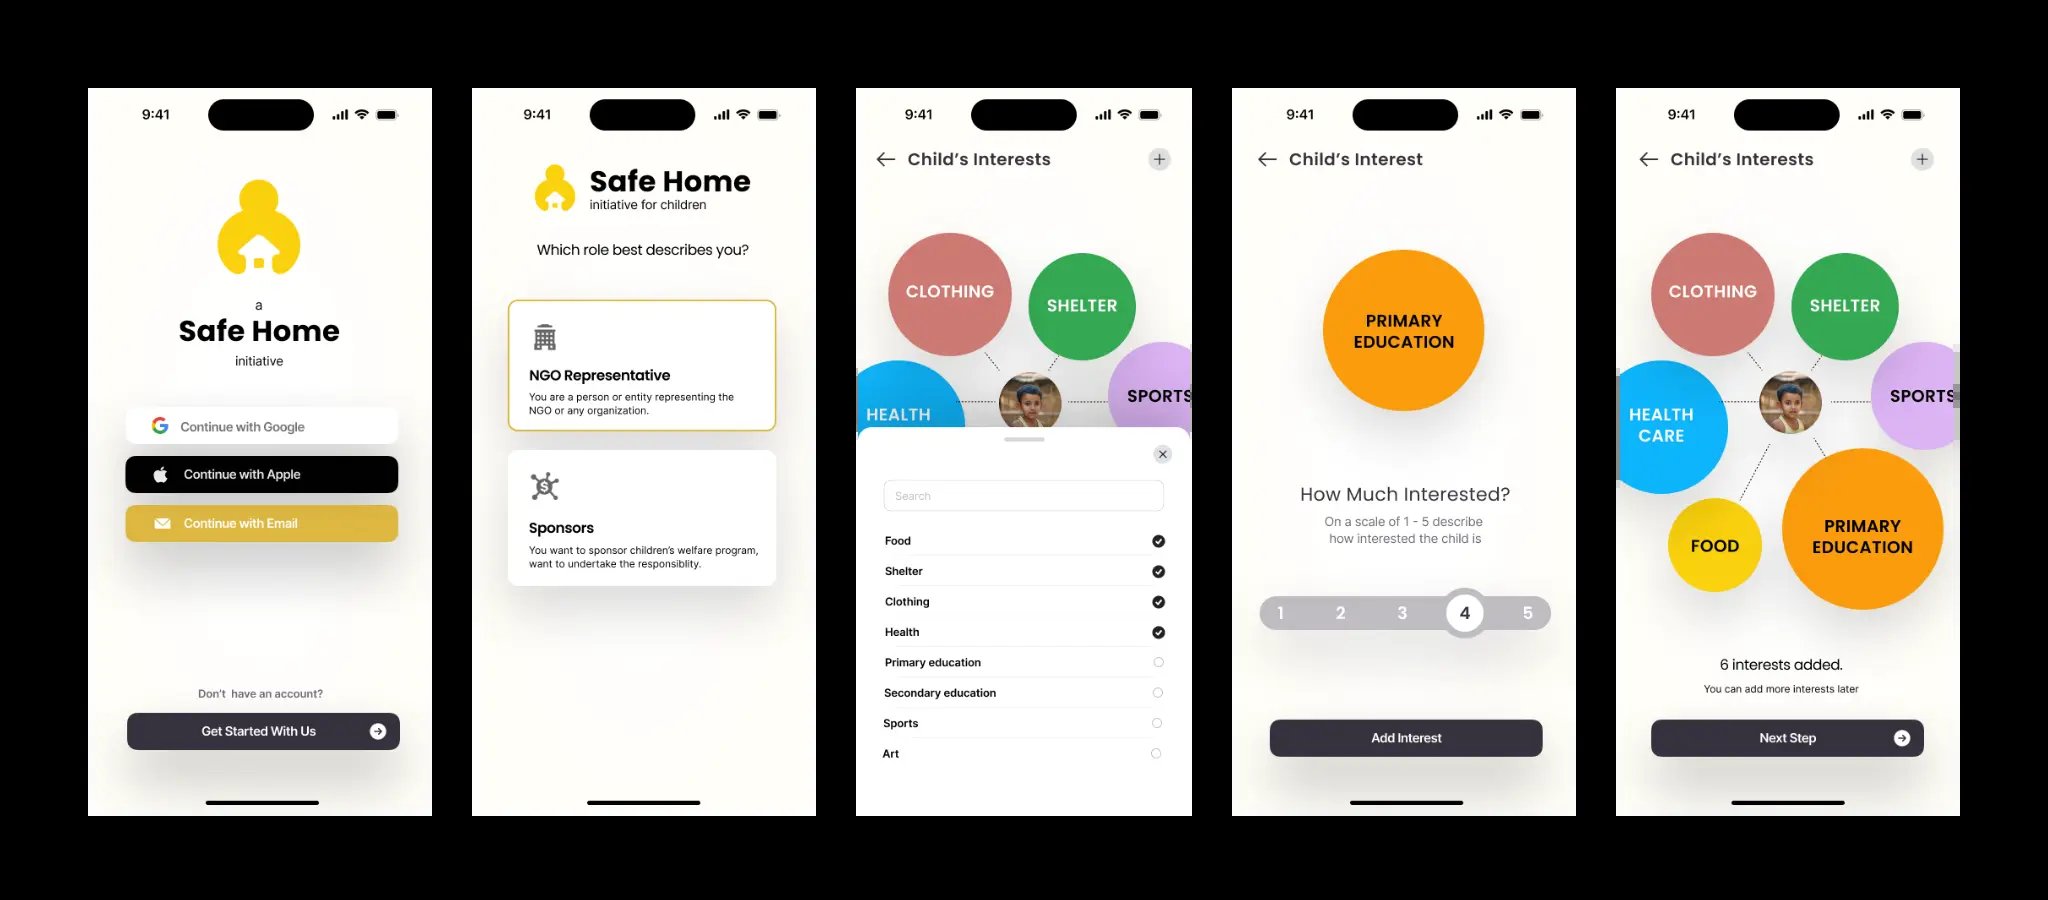 9:41
a
Safe Home
initiative
Continue with Google
Continue with Apple
Continue with Email
Don't have an account?
Get Started With Us
9:41
Safe Home
initiative for children
Which role best describes you?
NGO Representative
You are a person or entity representing the
NGO or any organization.
Sponsors
You want to sponsor children's welfare program,
want to undertake the responsiblity.
9:41
Child's Interests
CLOTHING
SHELTER
SPORTS
HEALTH
Search
Food
Shelter
Clothing
Health
Primary education
Secondary education
Sports
Art
9:41
Child's Interest
PRIMARY
EDUCATION
How Much Interested?
On a scale of 1 - 5 describe
how interested the child is
1 2 3 4 5
Add Interest
9:41
Child's Interests
CLOTHING
SHELTER
SPORTS
HEALTH
CARE
PRIMARY
EDUCATION
FOOD
6 interests added.
You can add more interests later
Next Step